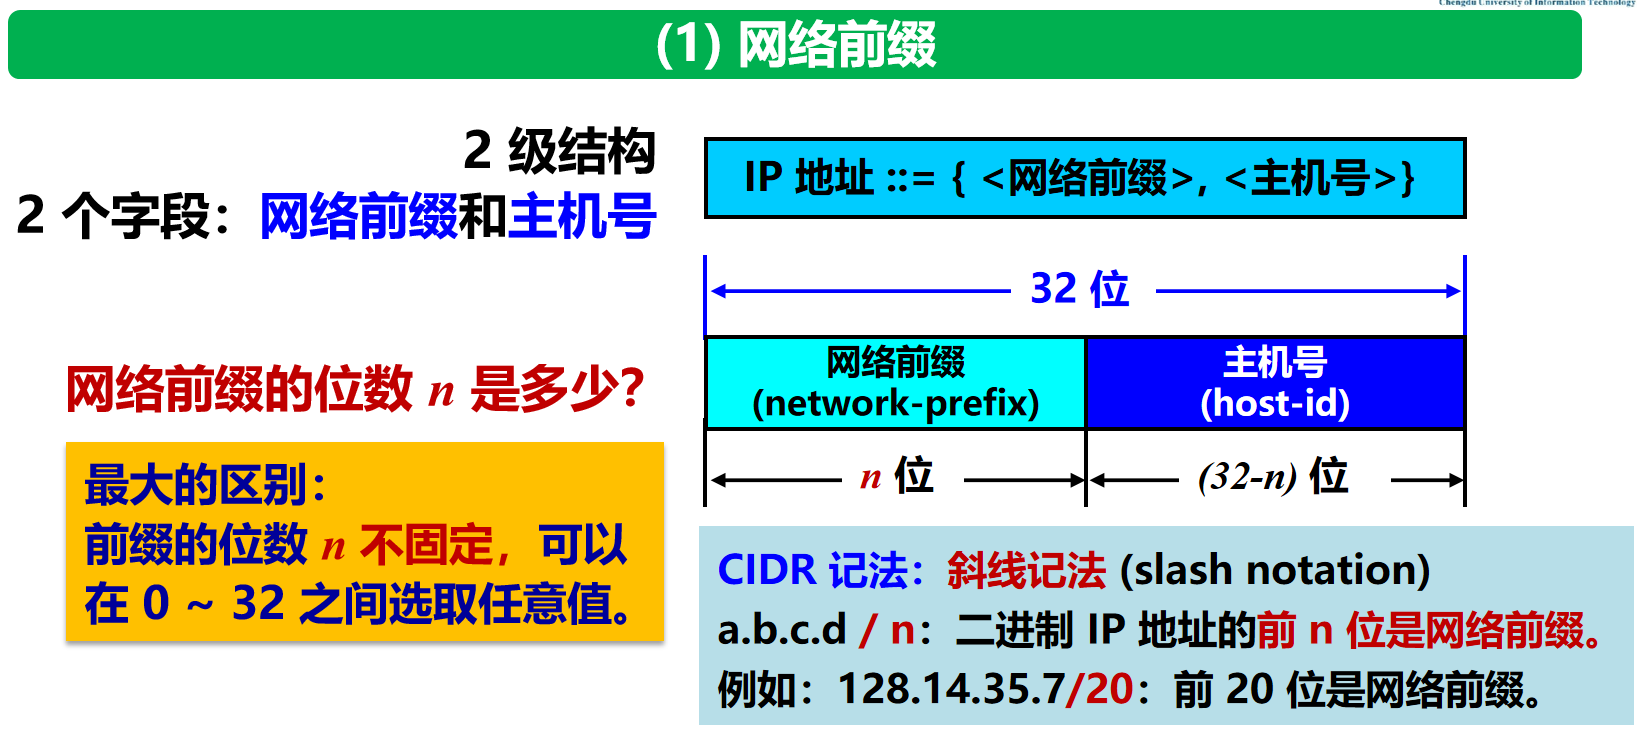 Chengdu University of Information Technology
(1) 网络前缀
2 级结构
2 个字段：网络前缀和主机号
IP 地址 ::= { <网络前缀>, <主机号>}
32 位
网络前缀
(network-prefix)
主机号
(host-id)
n 位
(32-n) 位
网络前缀的位数 n 是多少？
最大的区别：
前缀的位数 n 不固定，可以
在 0 ~ 32 之间选取任意值。
CIDR 记法：斜线记法 (slash notation)
a.b.c.d / n：二进制 IP 地址的前 n 位是网络前缀。
例如：128.14.35.7/20：前 20 位是网络前缀。